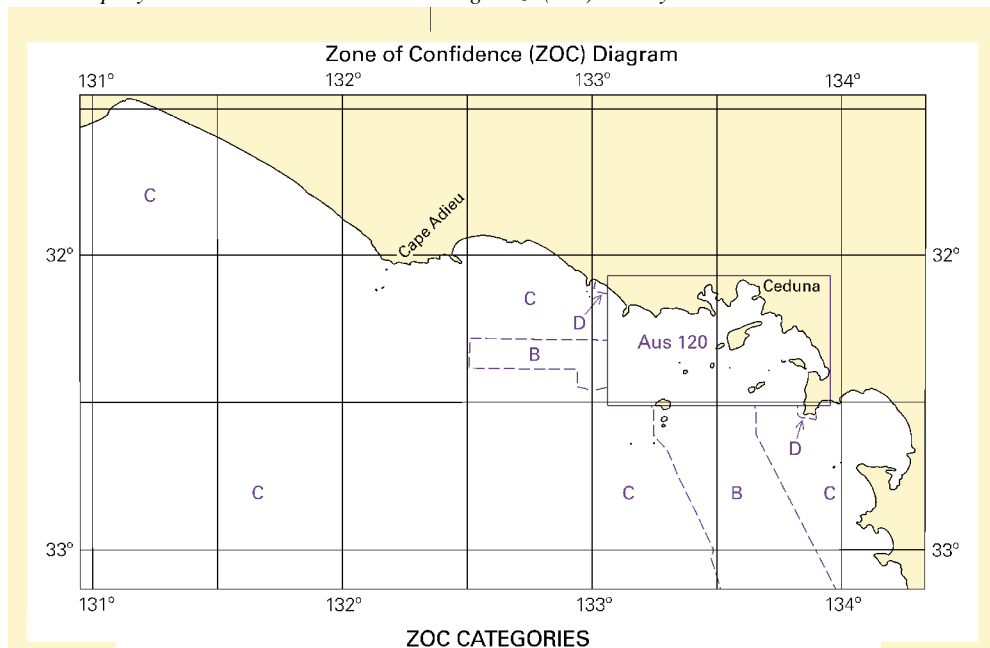 Zone of Confidence (ZOC) Diagram
131° 132° 133° 134°
C
Cape Adieu
32° 32°
Ceduna
C
D
Aus 120
B
D
C C B C
33° 33°
131° 132° 133° 134°
ZOC CATEGORIES